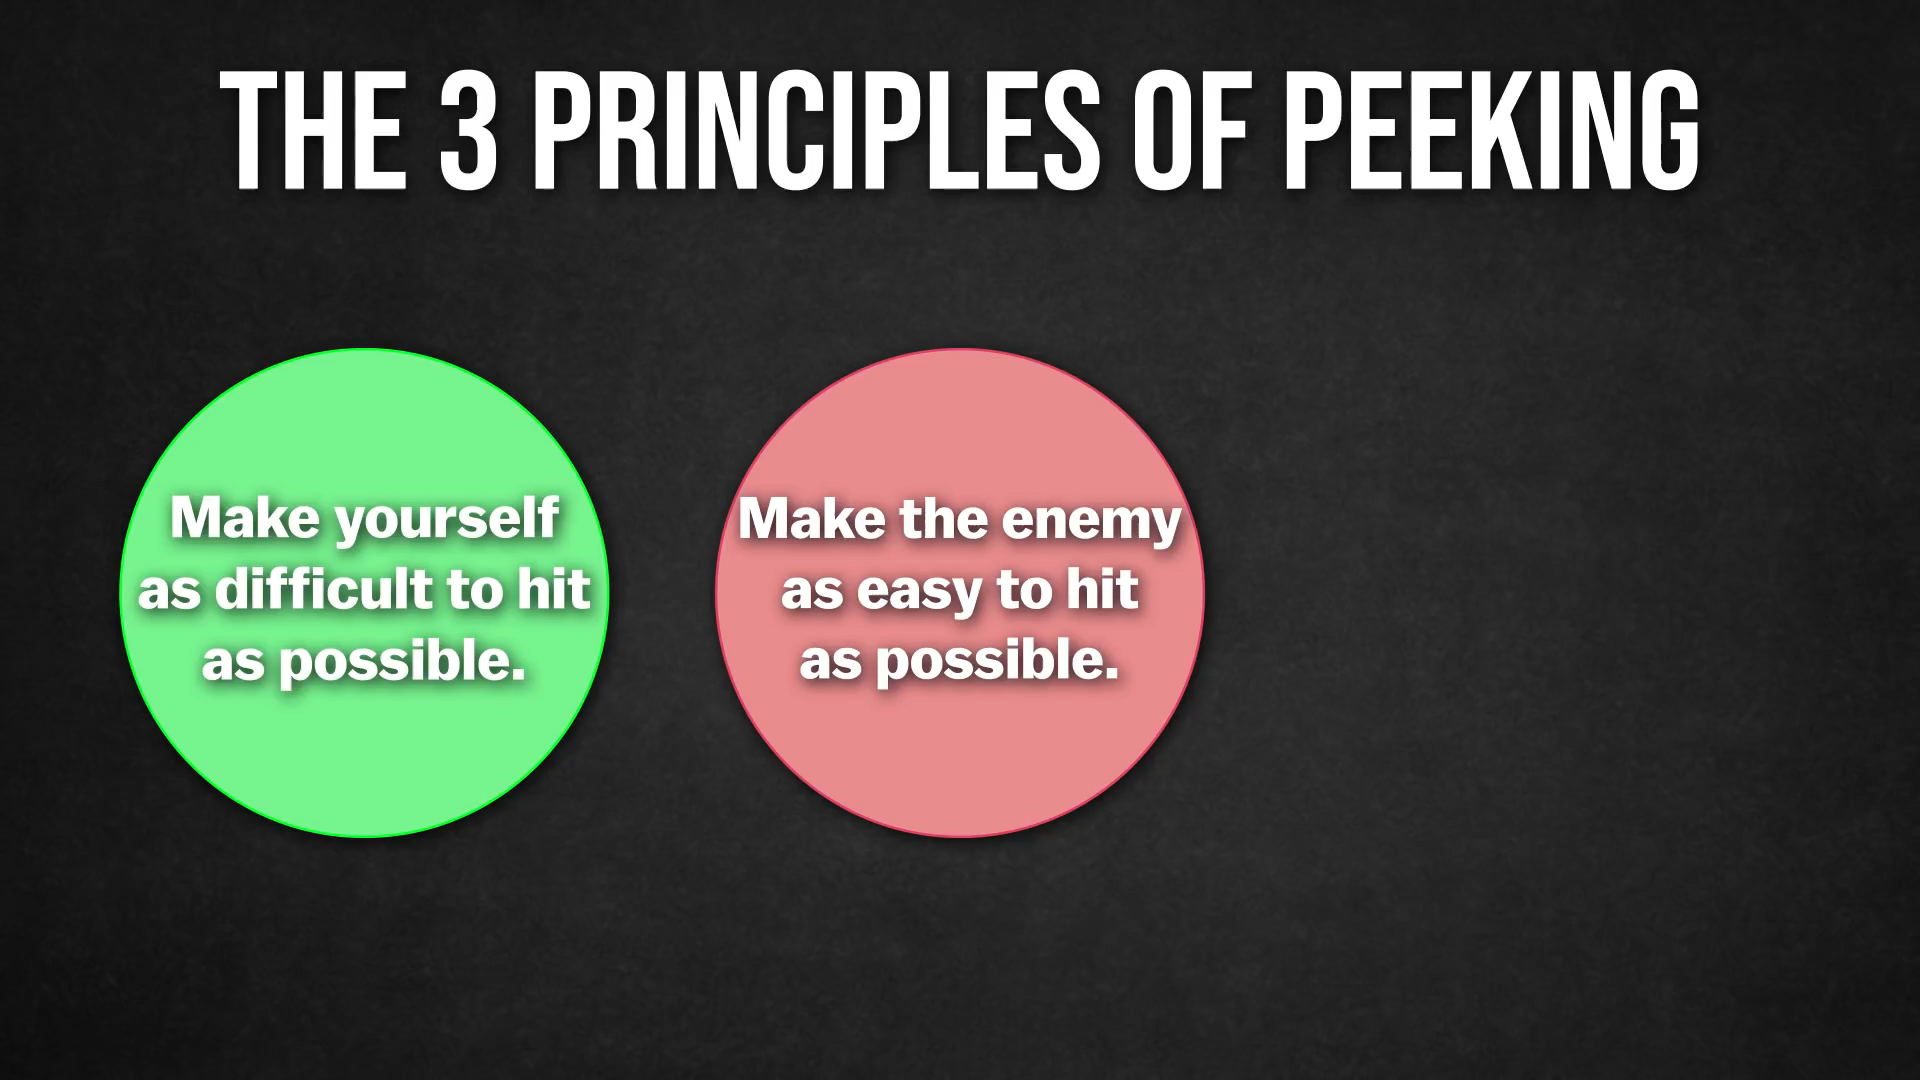 THE 3 PRINCIPLES OF PEEKING
Make yourself
as difficult to hit
as possible.
Make the enemy
as easy to hit
as possible.